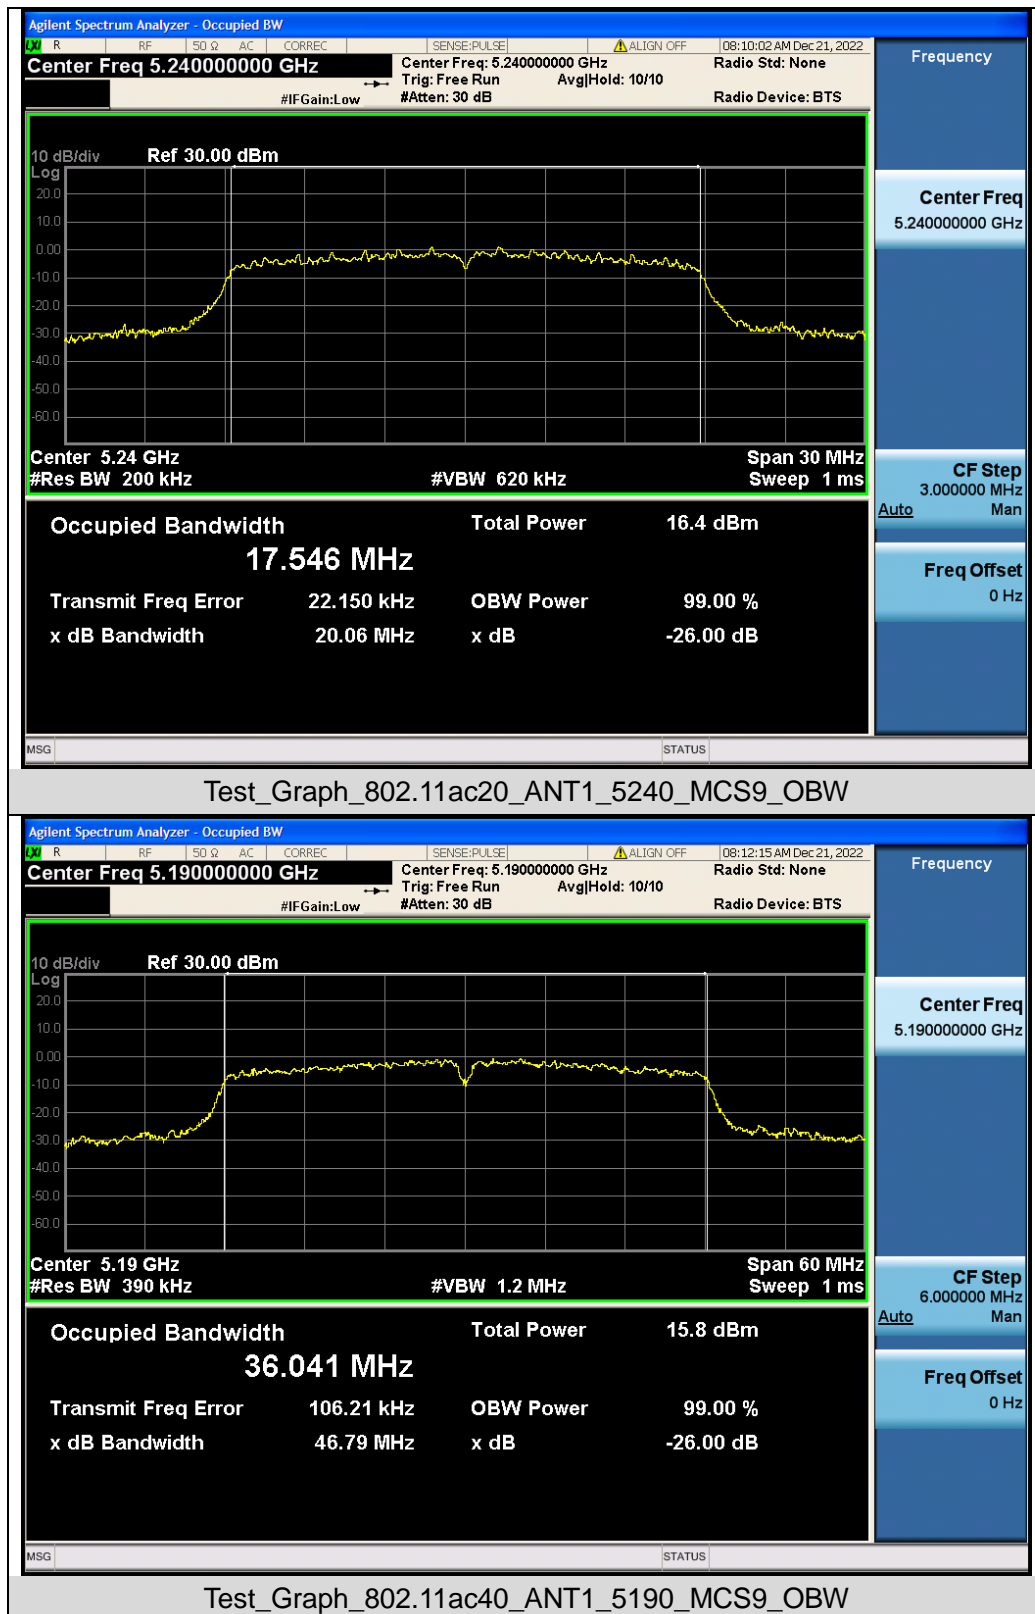 Agilent Spectrum Analyzer - Occupied BW
LXI R RF 50 Ω AC CORREC SENSE:PULSE ALIGN OFF 08:10:02 AM Dec 21, 2022
Center Freq 5.240000000 GHz
Center Freq: 5.240000000 GHz
Radio Std: None
Trig: Free Run Avg|Hold: 10/10
#IFGain:Low
#Atten: 30 dB
Radio Device: BTS
Frequency
10 dB/div Ref 30.00 dBm
Log
20.0
10.0
0.00
-10.0
-20.0
-30.0
-40.0
-50.0
-60.0
Center 5.24 GHz Span 30 MHz
#Res BW 200 kHz #VBW 620 kHz Sweep 1 ms
Center Freq
5.240000000 GHz
CF Step
3.000000 MHz
Auto Man
Freq Offset
0 Hz
Occupied Bandwidth Total Power 16.4 dBm
17.546 MHz
Transmit Freq Error 22.150 kHz OBW Power 99.00 %
x dB Bandwidth 20.06 MHz x dB -26.00 dB
MSG STATUS
Test_Graph_802.11ac20_ANT1_5240_MCS9_OBW
Agilent Spectrum Analyzer - Occupied BW
LXI R RF 50 Ω AC CORREC SENSE:PULSE ALIGN OFF 08:12:15 AM Dec 21, 2022
Center Freq 5.190000000 GHz
Center Freq: 5.190000000 GHz
Radio Std: None
Trig: Free Run Avg|Hold: 10/10
#IFGain:Low
#Atten: 30 dB
Radio Device: BTS
Frequency
10 dB/div Ref 30.00 dBm
Log
20.0
10.0
0.00
-10.0
-20.0
-30.0
-40.0
-50.0
-60.0
Center 5.19 GHz Span 60 MHz
#Res BW 390 kHz #VBW 1.2 MHz Sweep 1 ms
Center Freq
5.190000000 GHz
CF Step
6.000000 MHz
Auto Man
Freq Offset
0 Hz
Occupied Bandwidth Total Power 15.8 dBm
36.041 MHz
Transmit Freq Error 106.21 kHz OBW Power 99.00 %
x dB Bandwidth 46.79 MHz x dB -26.00 dB
MSG STATUS
Test_Graph_802.11ac40_ANT1_5190_MCS9_OBW